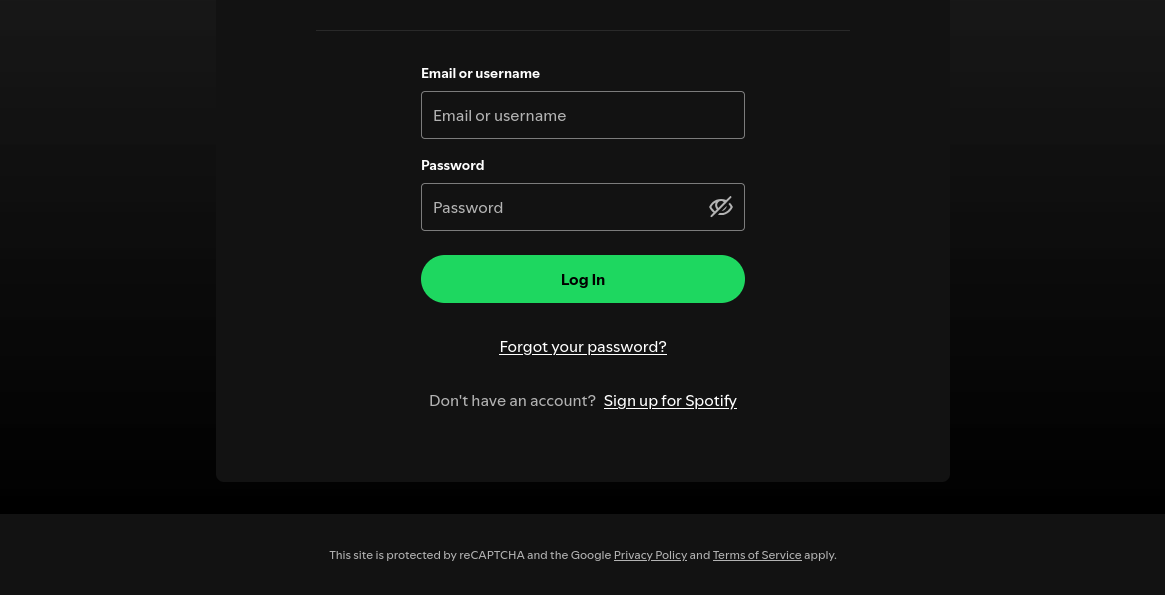 Email or username
Email or username
Password
Password
Log In
Forgot your password?
Don't have an account? Sign up for Spotify
This site is protected by reCAPTCHA and the Google Privacy Policy and Terms of Service apply.